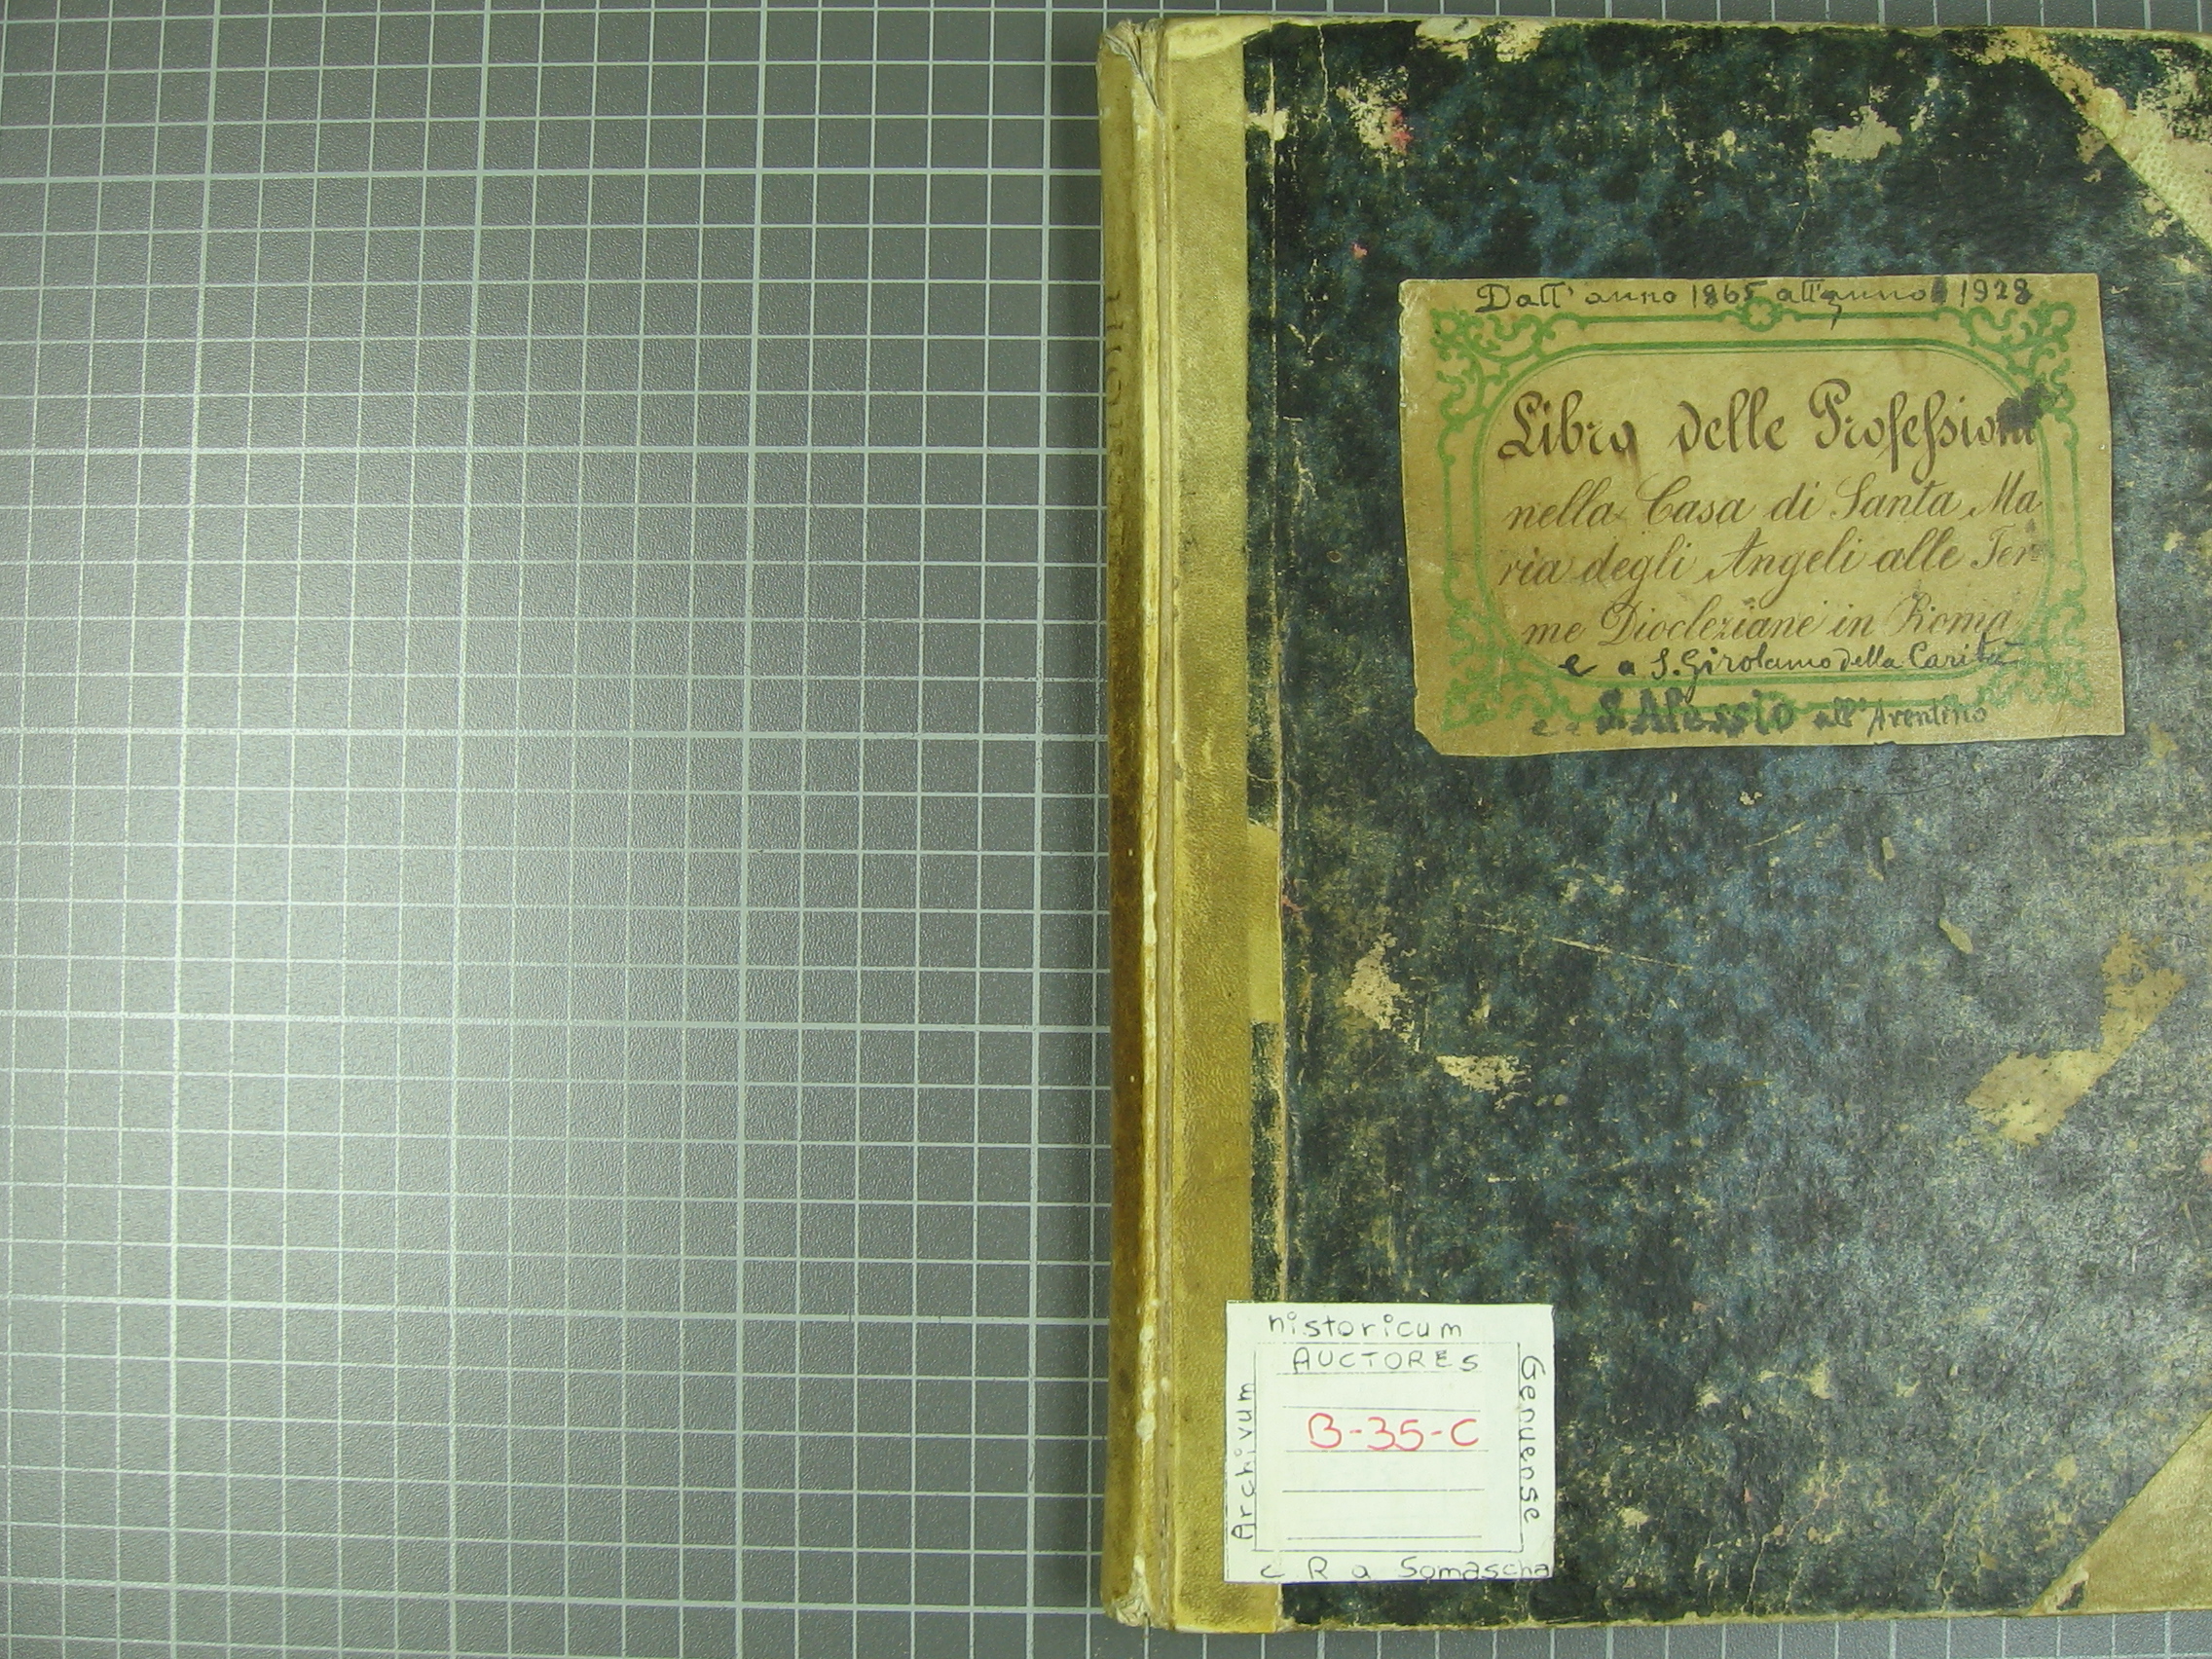 Dall' anno 1865 all'anno 1928
Libro delle Professioni
nella Casa di Santa Ma
ria degli Angeli alle Ter
me Diocleziane in Roma
e a S. Girolamo della Carità
e a S. Alessio all'Aventino
historicum
AUCTORES
Archivum
Genuense
B-35-C
c R a Somascha